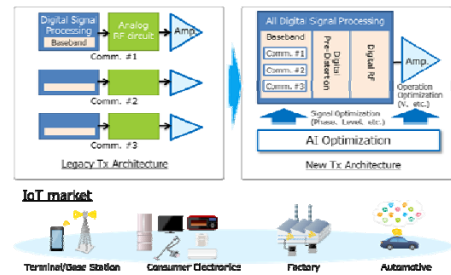 Digital Signal
Processing
Baseband
Analog
RF circuit
Amp.
Comm. #1
Comm. #2
Comm. #3
Legacy Tx Architecture
All Digital Signal Processing
Baseband
Comm. #1
Comm. #2
Comm. #3
Digital
Pre-Distortion
Digital RF
Amp.
Operation
Optimization
(V. etc.)
Signal Optimization
(Phase, Level, etc.)
AI Optimization
New Tx Architecture
IoT market
Terminal/Base Station
Consumer Electronics
Factory
Automotive